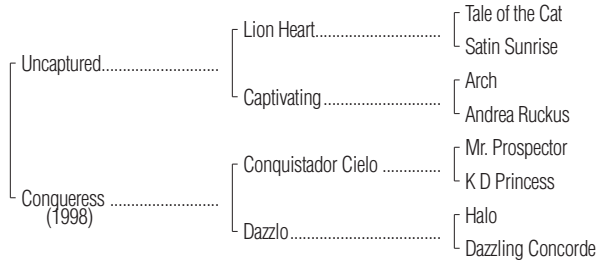 Tale of the Cat
Lion Heart
Satin Sunrise
Uncaptured
Arch
Captivating
Andrea Ruckus
Mr. Prospector
Conquistador Cielo
K D Princess
Conqueress
(1998)
Halo
Dazzlo
Dazzling Concorde